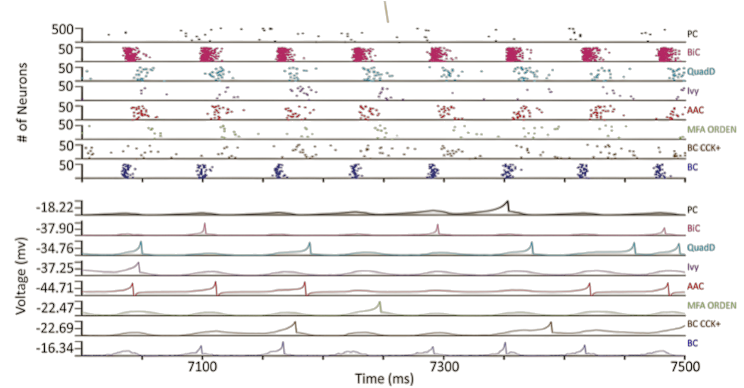 500 PC
50 BiC
50 QuadD
50 Ivy
50 AAC
50 MFA ORDEN
50 BC CCK+
50 BC
# of Neurons
-18.22 PC
-37.90 BiC
-34.76 QuadD
-37.25 Ivy
-44.71 AAC
-22.47 MFA ORDEN
-22.69 BC CCK+
-16.34 BC
Voltage (mv)
7100 7300 7500
Time (ms)